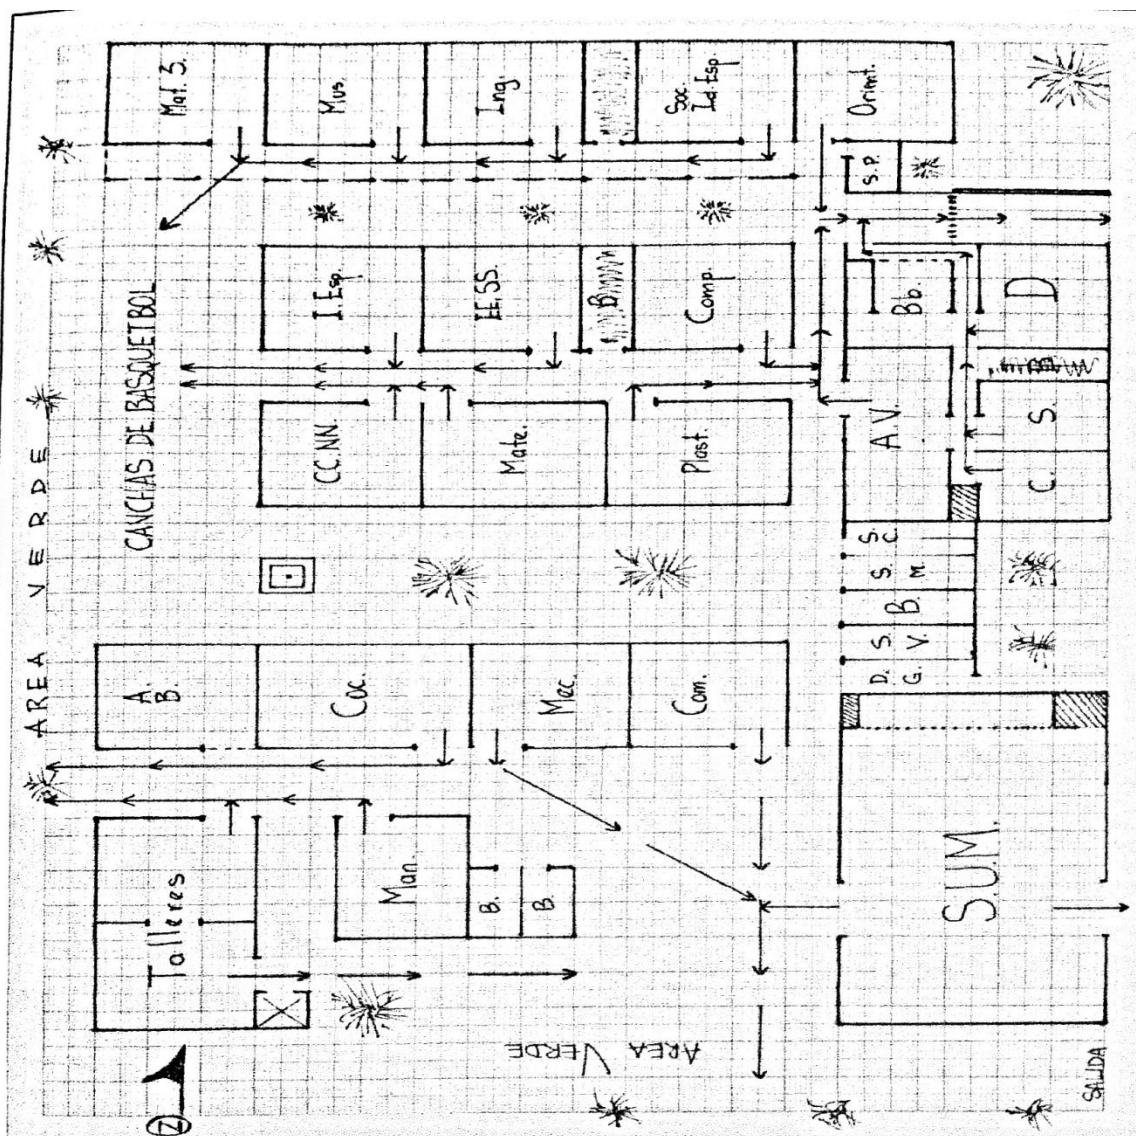 Mat. 3.
Mus.
Ing.
Soc.
Id Esp
Orient.
S.P.
I.Esp.
EE.SS.
B
Comp.
Bb.
D
B
CANCHAS DE BASQUETBOL
AREA VERDE
CC.NN.
Mate.
Plast.
A.V.
C. S.
S.
C.
S.
M.
B.
S.
V.
D.
G.
A.
B.
Coc.
Mec.
Com.
Talleres
Man.
B.
B.
S.U.M.
AREA VERDE
SALIDA